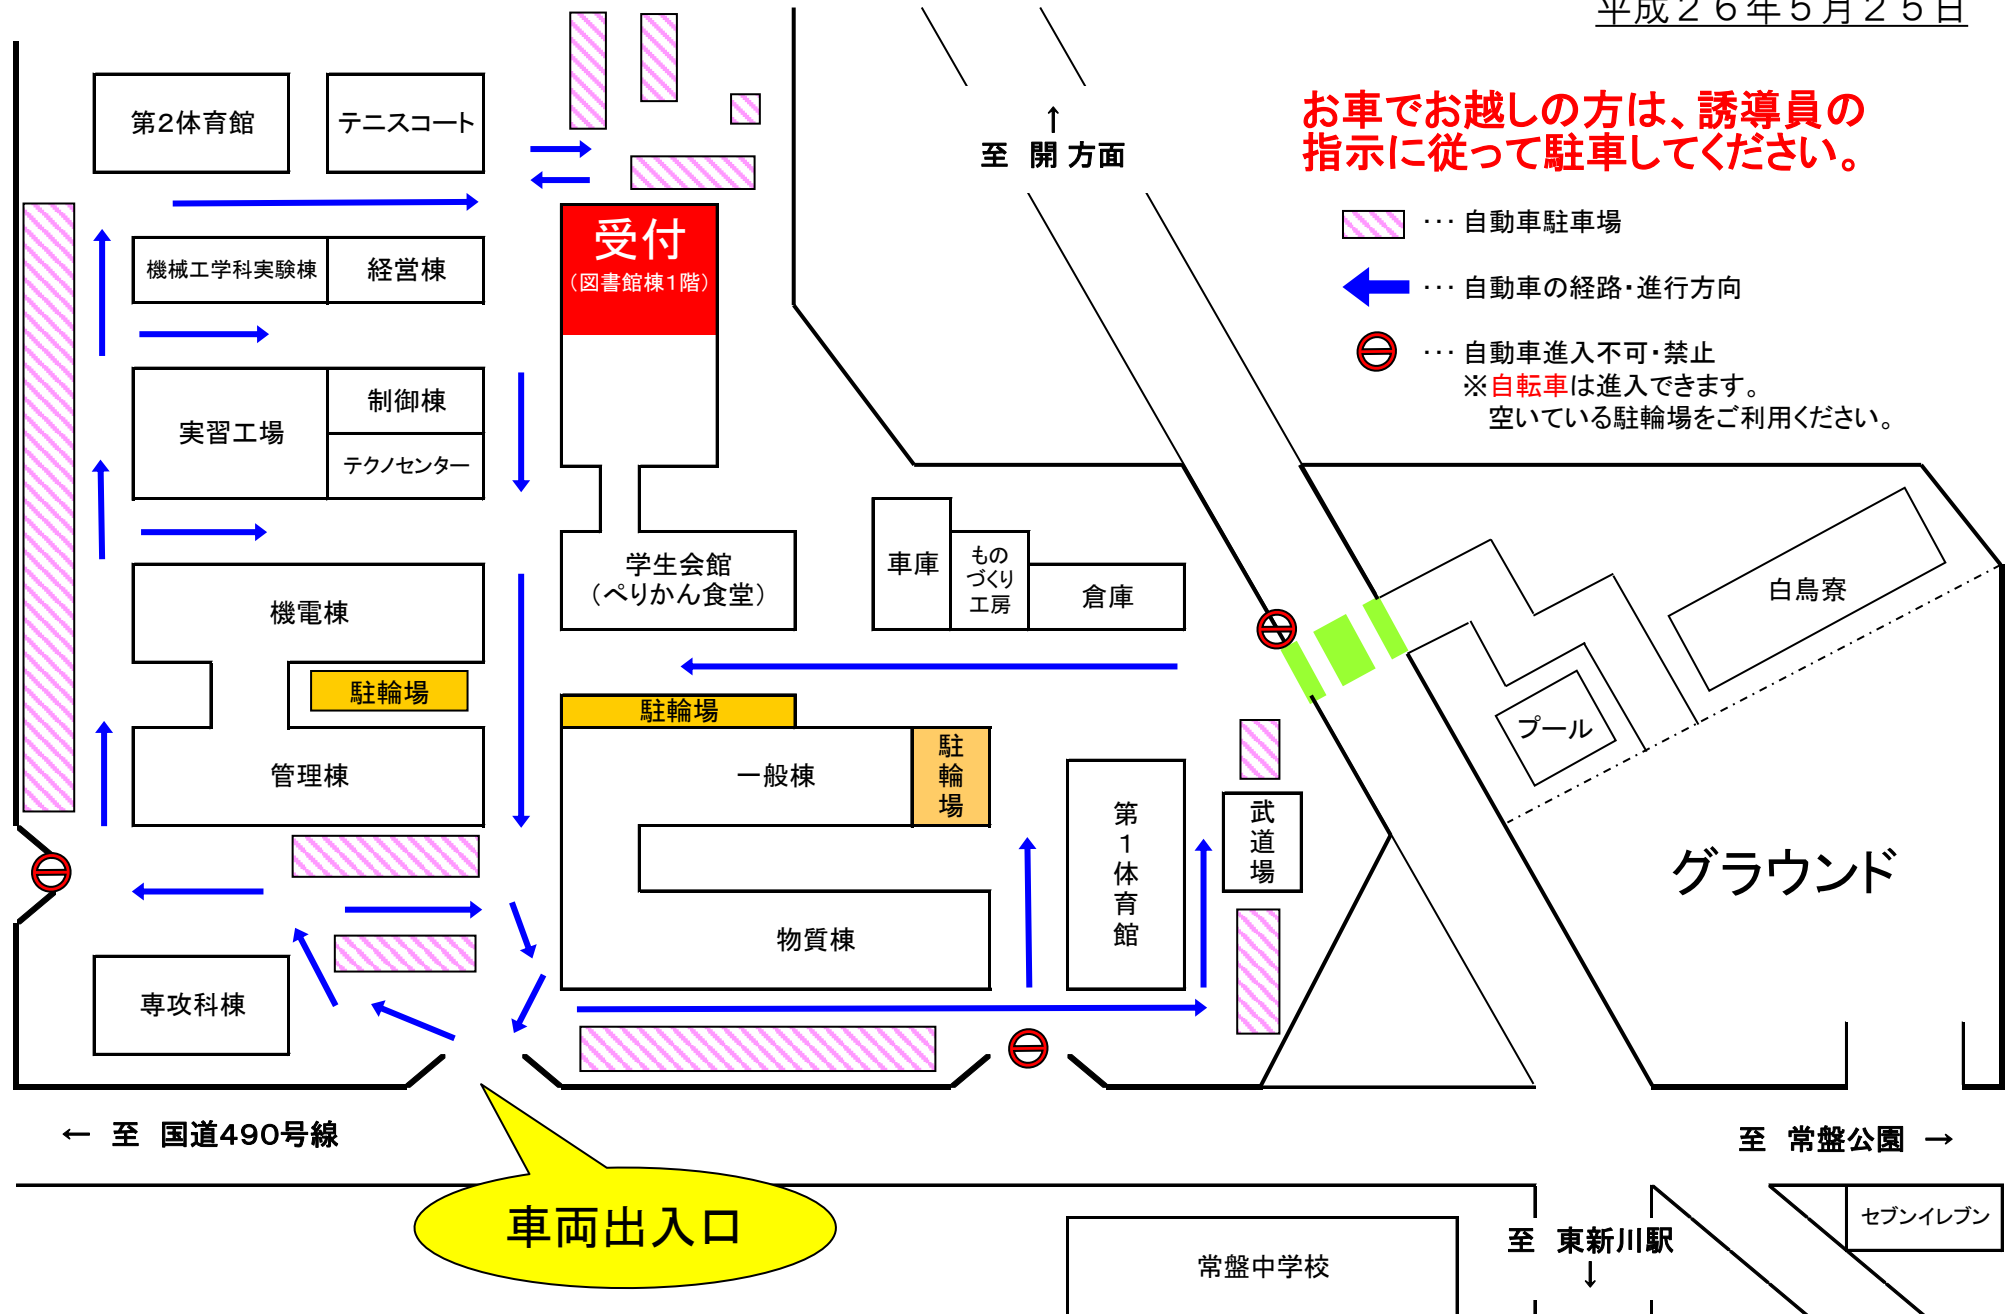 平成２６年５月２５日
お車でお越しの方は、誘導員の
指示に従って駐車してください。
… 自動車駐車場
… 自動車の経路・進行方向
… 自動車進入不可・禁止
※自転車は進入できます。
空いている駐輪場をご利用ください。
第2体育館
テニスコート
↑
至 開 方面
受付
（図書館棟1階）
機械工学科実験棟
経営棟
実習工場
制御棟
テクノセンター
機電棟
学生会館
（ぺりかん食堂）
車庫
もの
づくり
工房
倉庫
白鳥寮
駐輪場
駐輪場
管理棟
一般棟
駐
輪
場
プール
第
1
体
育
館
武
道
場
グラウンド
物質棟
専攻科棟
← 至 国道490号線
至 常盤公園 →
車両出入口
常盤中学校
至 東新川駅
↓
セブンイレブン